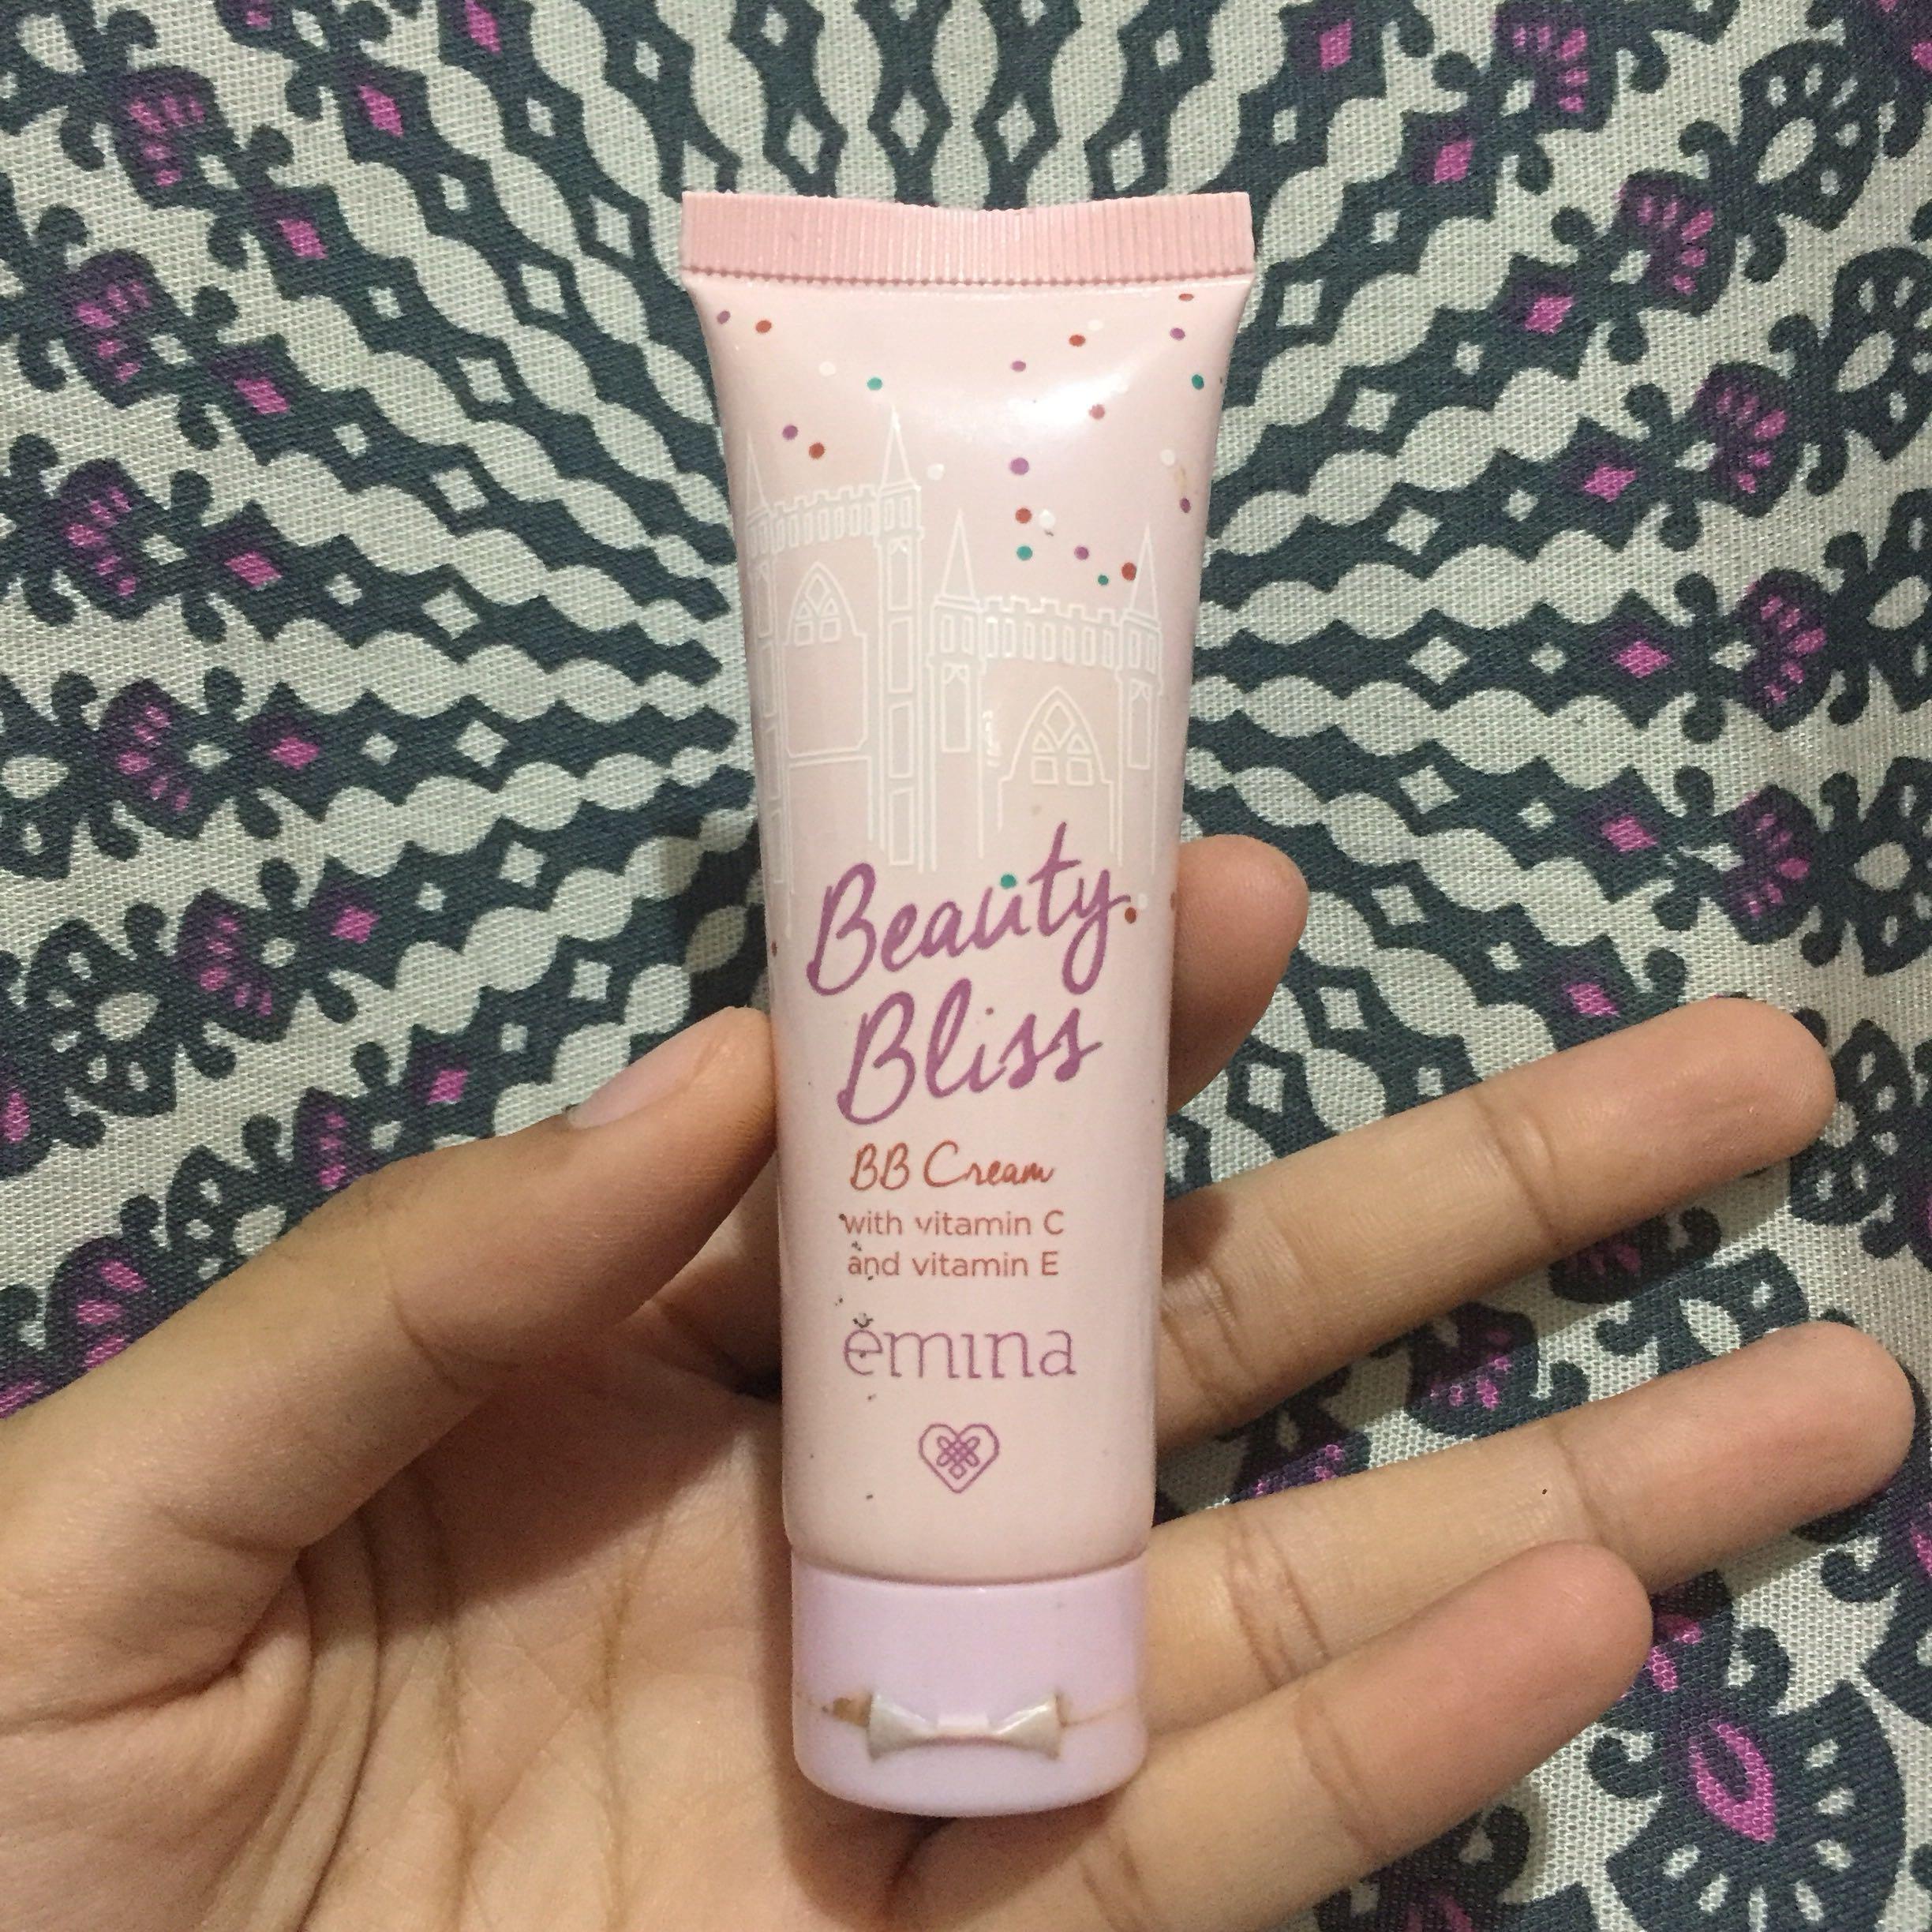 Beauty
Bliss
BB Cream
with vitamin C
and vitamin E
emina